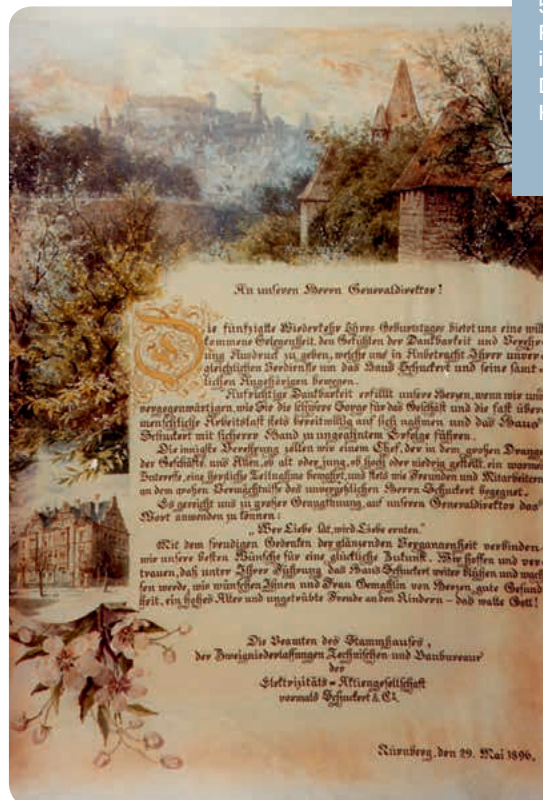 An unseren Herrn Generaldirektor!
Die fünfzigste Wiederkehr Ihres Geburtstages bietet uns eine will
kommene Gelegenheit, den Gefühlen der Dankbarkeit und Verehr-
ung Ausdruck zu geben, welche uns in Anbetracht Ihrer unver-
gleichlichen Verdienste um das Haus Schuckert und seine sämt-
lichen Angehörigen bewegen.
Aufrichtige Dankbarkeit erfüllt unsere Herzen, wenn wir uns
vergegenwärtigen, wie Sie die schwere Sorge für das Geschäft und die fast über
menschliche Arbeitslast stets bereitwillig auf sich nahmen und das Haus
Schuckert mit sicherer Hand zu ungeahntem Erfolge führten.
Die innigste Verehrung zollen wir einem Chef, der in dem großen Drange
der Geschäfte uns Allen, ob alt oder jung, ob hoch oder niedrig gestellt, ein warmes
Interesse, eine herzliche Teilnahme bewahrt, uns stets wie Freunden und Mitarbeitern
an dem großen Vermächtnisse des unvergeßlichen Herrn Schuckert begegnet.
Es gereicht uns zu großer Genugthuung, auf unseren Generaldirektor das
Wort anwenden zu können:
„Wer Liebe sät, wird Liebe ernten."
Mit dem freudigen Gedenken der glänzenden Vergangenheit verbinden
wir unsere besten Wünsche für eine glückliche Zukunft. Wir hoffen und ver-
trauen, daß unter Ihrer Führung das Haus Schuckert weiter blühen und wach
sen werde, wir wünschen Ihnen und Frau Gemahlin von Herzen gute Gesund
heit, ein hohes Alter und ungetrübte Freude an den Kindern – das walte Gott!
Die Beamten des Stammhauses,
der Zweigniederlassungen Technischen und Baubureaux
der
Elektrizitäts-Aktiengesellschaft
vormals Schuckert & Co.
Nürnberg, den 29. Mai 1896.